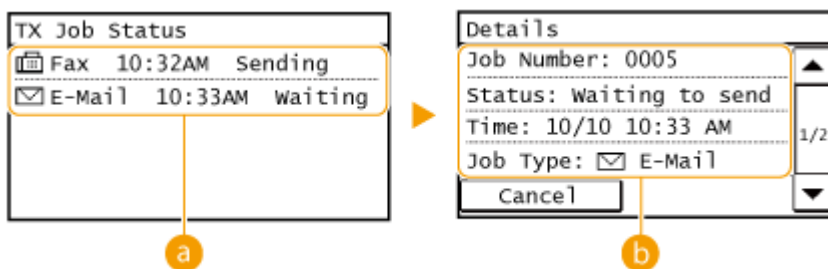 TX Job Status
Fax 10:32AM Sending
E-Mail 10:33AM Waiting
a
Details
Job Number: 0005
Status: Waiting to send
Time: 10/10 10:33 AM
Job Type: E-Mail
1/2
Cancel
b